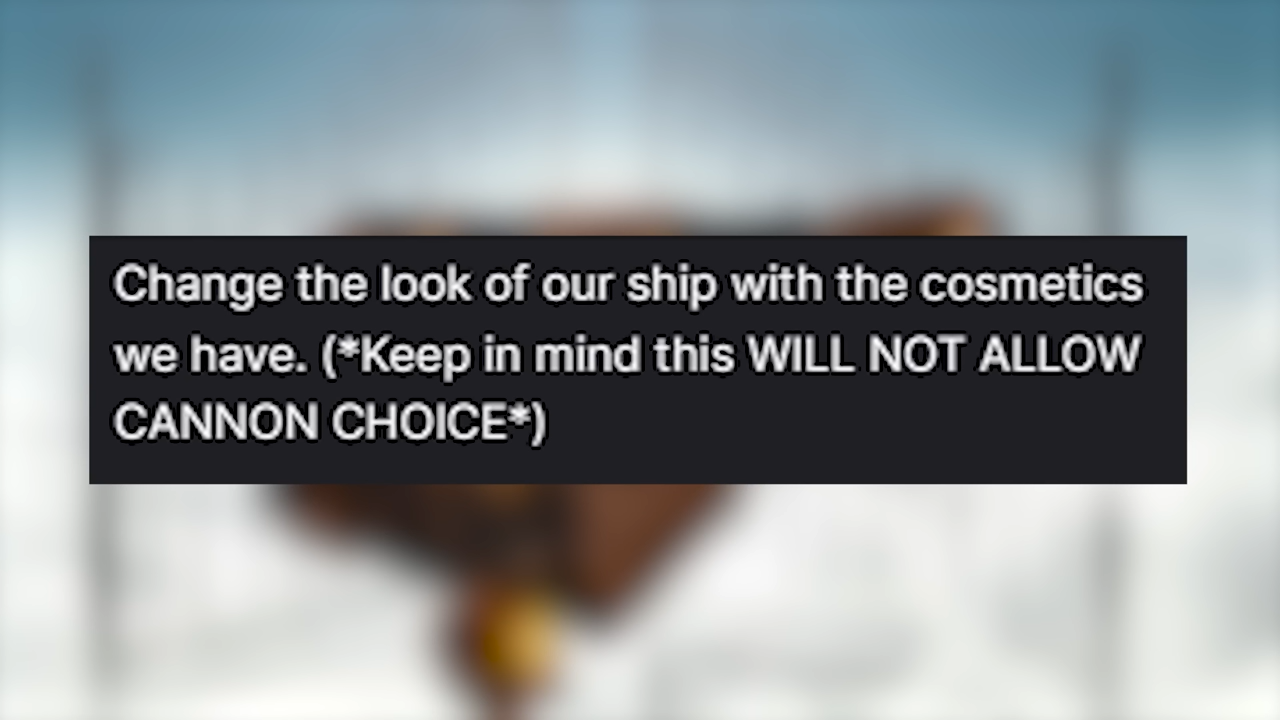 Change the look of our ship with the cosmetics
we have. (*Keep in mind this WILL NOT ALLOW
CANNON CHOICE*)